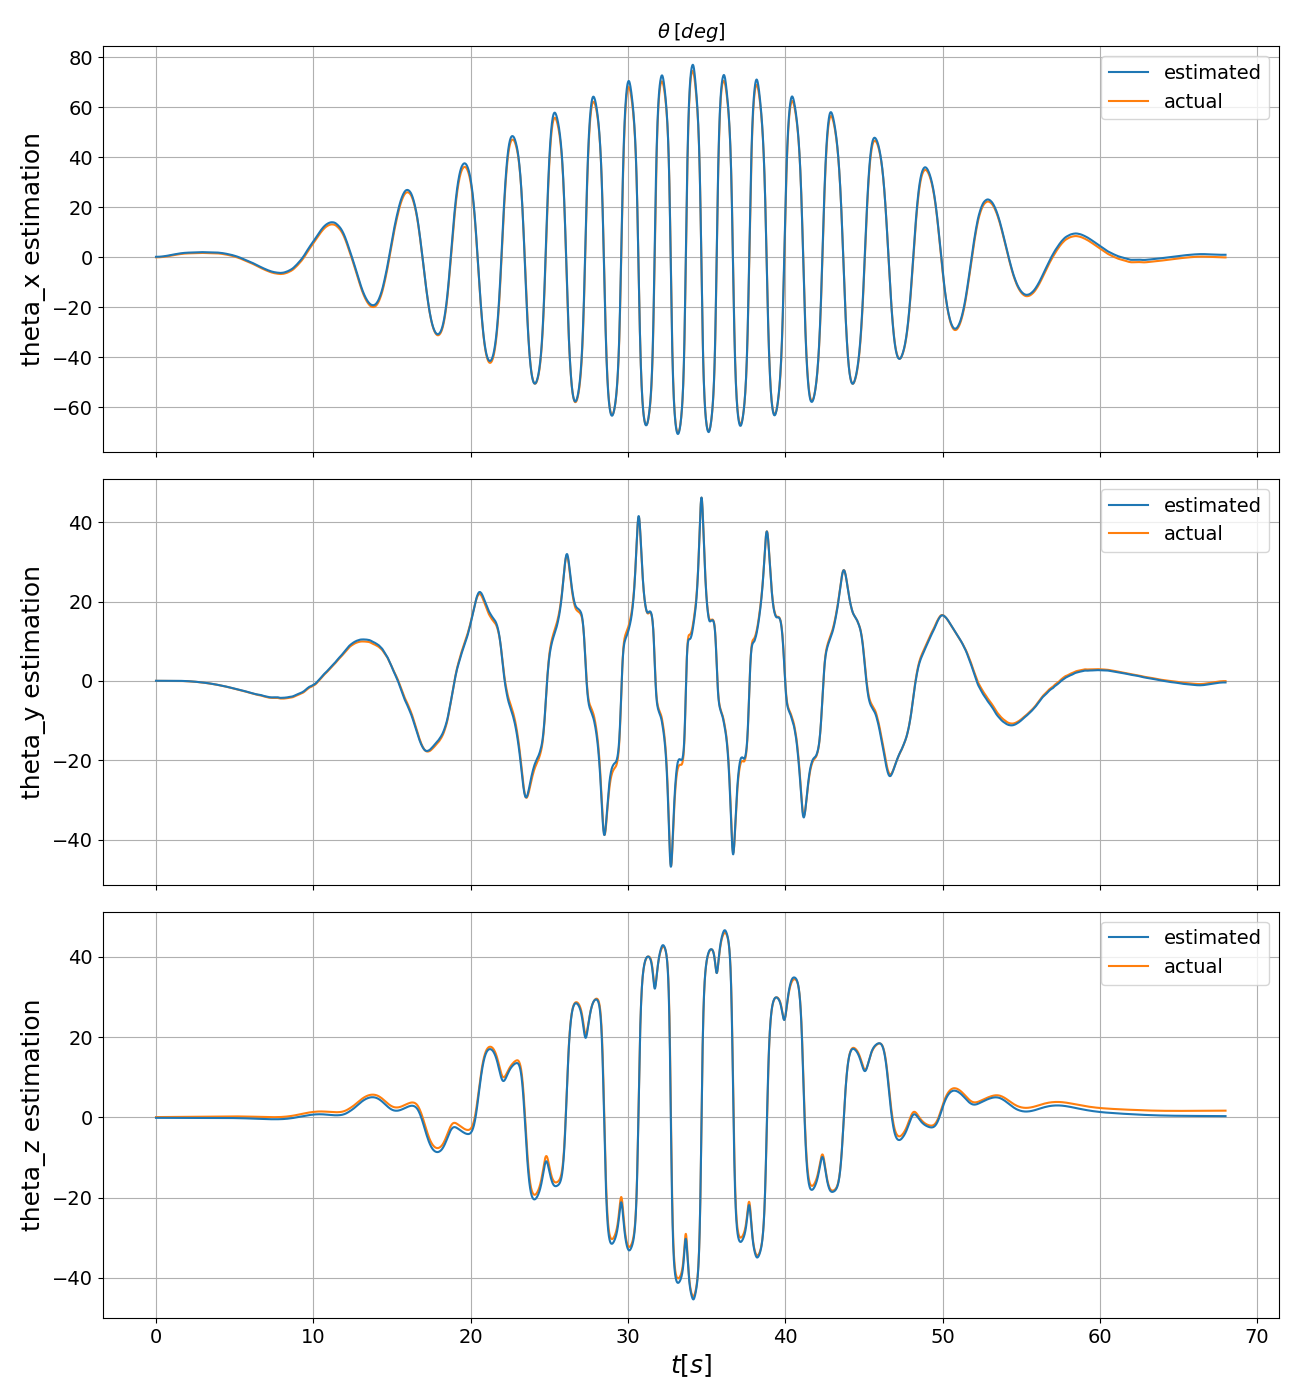 θ [deg]
80
60
40
20
0
−20
−40
−60
theta_x estimation
estimated
actual
40
20
0
−20
−40
theta_y estimation
estimated
actual
40
20
0
−20
−40
theta_z estimation
estimated
actual
0 10 20 30 40 50 60 70
t[s]